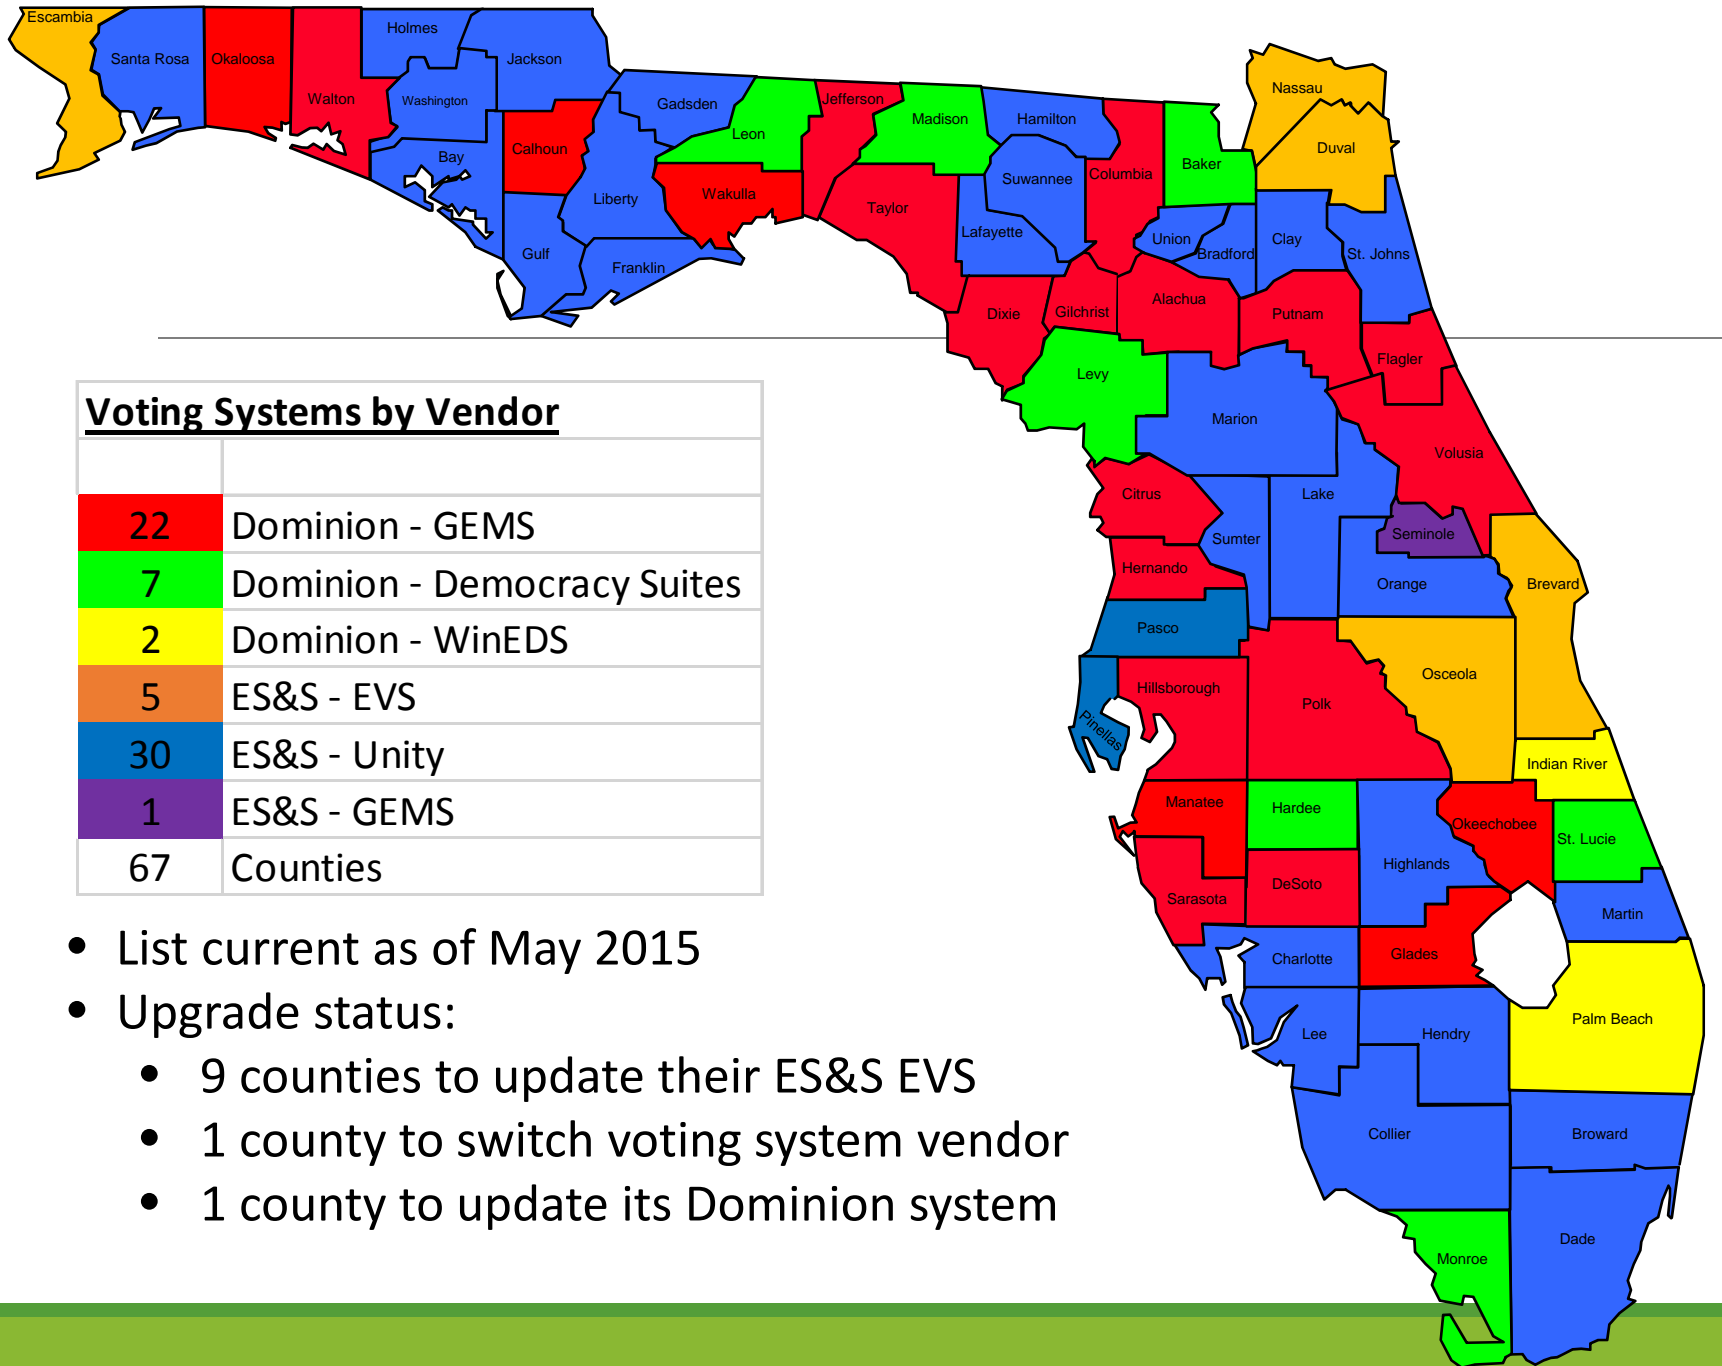 Escambia
Santa Rosa
Okaloosa
Walton
Holmes
Washington
Jackson
Bay
Calhoun
Gulf
Liberty
Gadsden
Franklin
Leon
Wakulla
Jefferson
Madison
Taylor
Hamilton
Suwannee
Lafayette
Columbia
Baker
Nassau
Duval
Union
Bradford
Clay
St. Johns
Dixie
Gilchrist
Alachua
Putnam
Flagler
Levy
Marion
Volusia
Citrus
Lake
Sumter
Seminole
Hernando
Orange
Brevard
Pasco
Osceola
Hillsborough
Polk
Pinellas
Indian River
Manatee
Hardee
Okeechobee
St. Lucie
Highlands
Sarasota
DeSoto
Martin
Charlotte
Glades
Lee
Hendry
Palm Beach
Collier
Broward
Dade
Monroe
Voting Systems by Vendor
22 Dominion - GEMS
7 Dominion - Democracy Suites
2 Dominion - WinEDS
5 ES&S - EVS
30 ES&S - Unity
1 ES&S - GEMS
67 Counties
• List current as of May 2015
• Upgrade status:
• 9 counties to update their ES&S EVS
• 1 county to switch voting system vendor
• 1 county to update its Dominion system